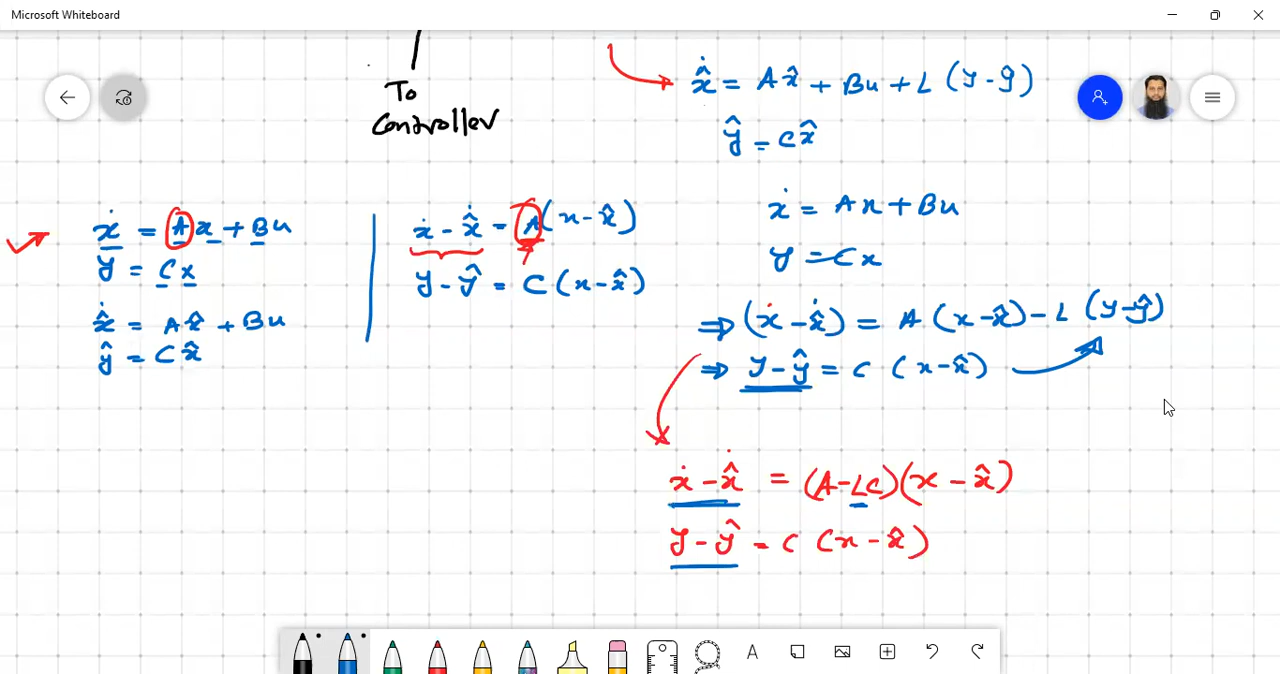 Microsoft Whiteboard
To
Controller
ẋ̂ = Ax̂ + Bu + L (y - ŷ)
ŷ = Cx̂
ẋ = Ax + Bu
y = Cx
ẋ̂ = Ax̂ + Bu
ŷ = Cx̂
ẋ - ẋ̂ = A(x - x̂)
y - ŷ = C (x - x̂)
ẋ = Ax + Bu
y = Cx
⇒ (ẋ - ẋ̂) = A (x - x̂) - L (y - ŷ)
⇒ y - ŷ = C (x - x̂)
ẋ - ẋ̂ = (A - LC)(x - x̂)
y - ŷ = C (x - x̂)
A